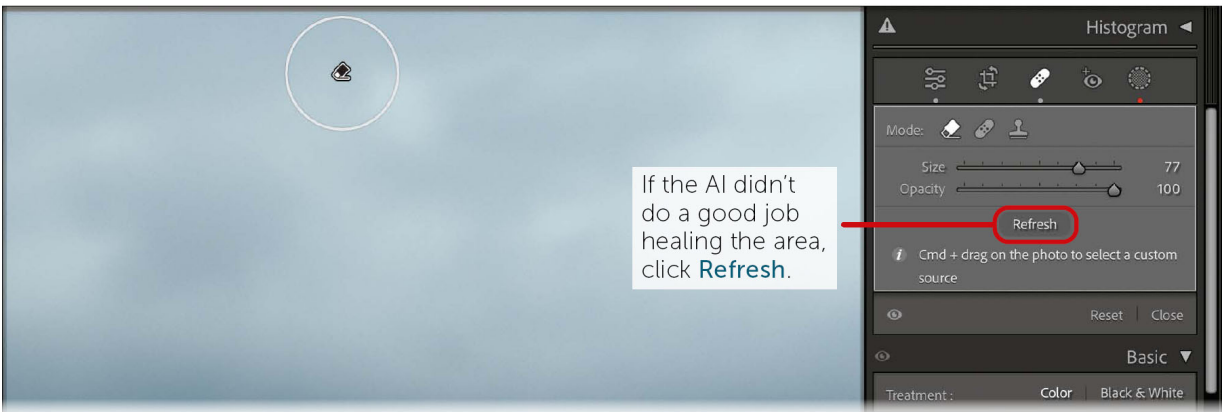 Histogram
Mode:
Size 77
Opacity 100
If the AI didn't
do a good job
healing the area,
click Refresh.
Refresh
i Cmd + drag on the photo to select a custom
source
Reset Close
Basic
Treatment : Color Black & White